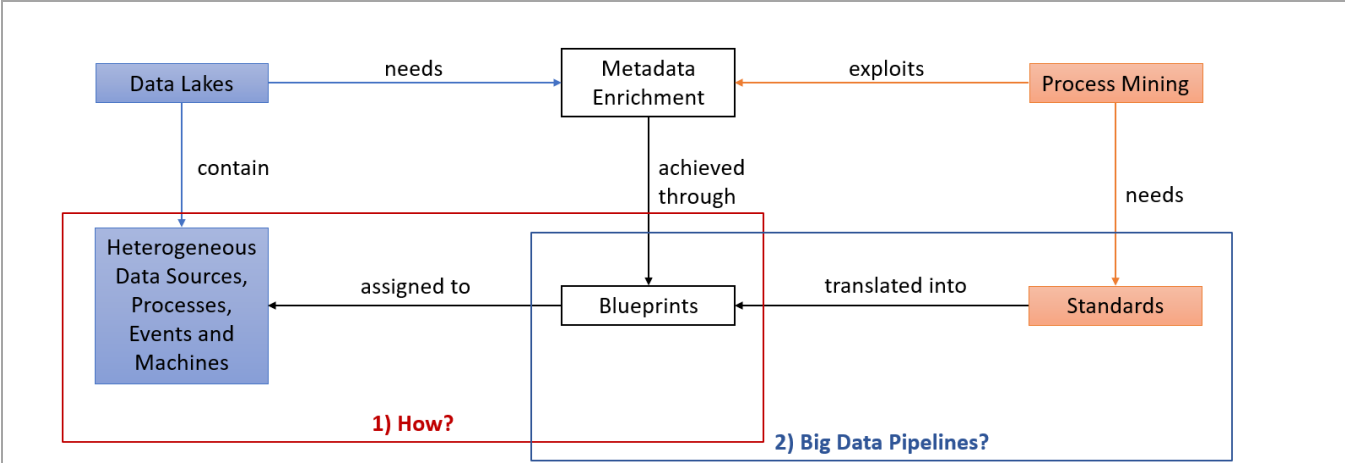 Data Lakes
needs
Metadada
Enrichment
exploits
Process Mining
contain
achieved
through
needs
Heterogeneous
Data Sources,
Processes,
Events and
Machines
assigned to
Blueprints
translated into
Standards
1) How?
2) Big Data Pipelines?